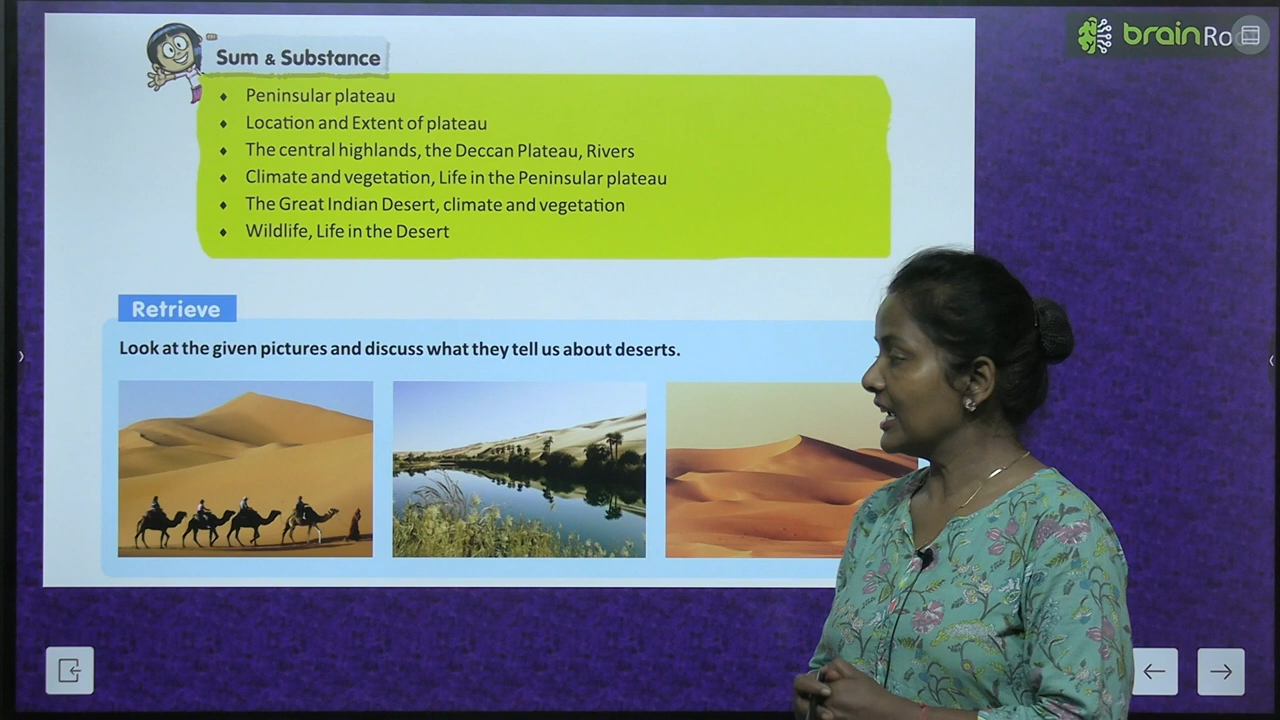 Sum & Substance
♦ Peninsular plateau
♦ Location and Extent of plateau
♦ The central highlands, the Deccan Plateau, Rivers
♦ Climate and vegetation, Life in the Peninsular plateau
♦ The Great Indian Desert, climate and vegetation
♦ Wildlife, Life in the Desert
Retrieve
Look at the given pictures and discuss what they tell us about deserts.
brain